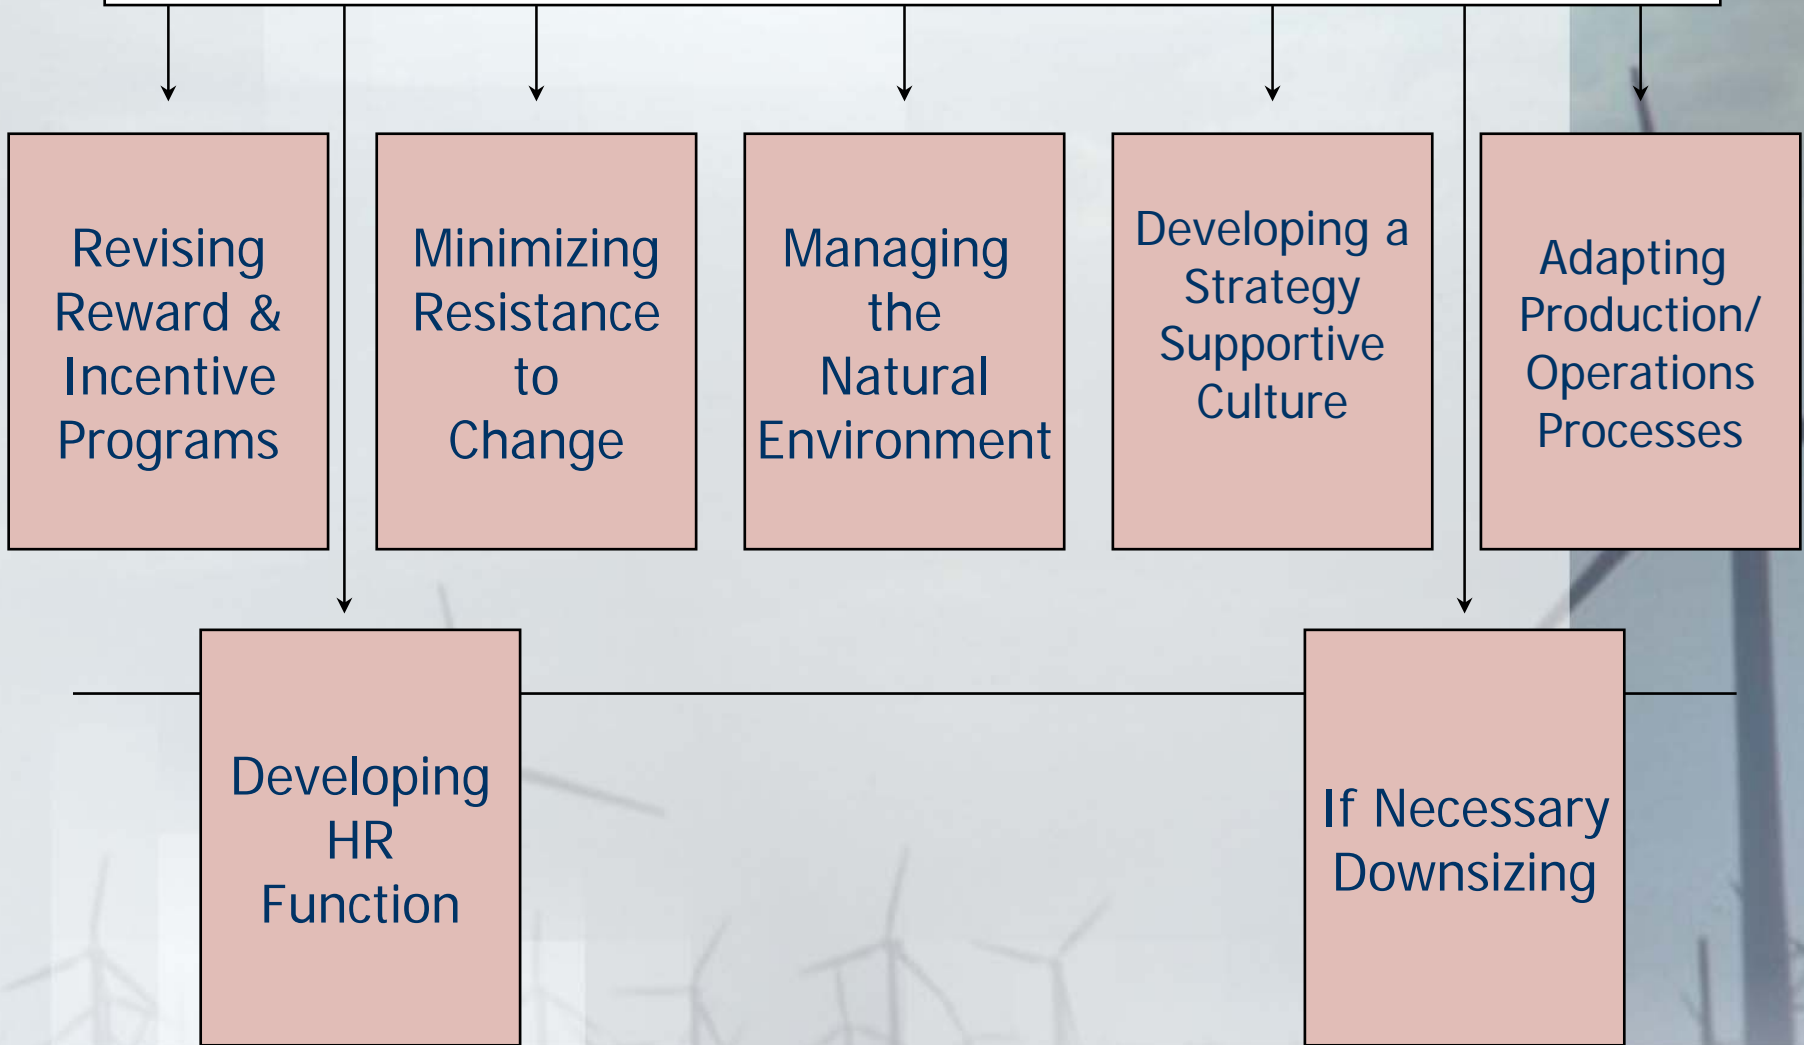 Revising
Reward &
Incentive
Programs
Minimizing
Resistance
to
Change
Managing
the
Natural
Environment
Developing a
Strategy
Supportive
Culture
Adapting
Production/
Operations
Processes
Developing
HR
Function
If Necessary
Downsizing